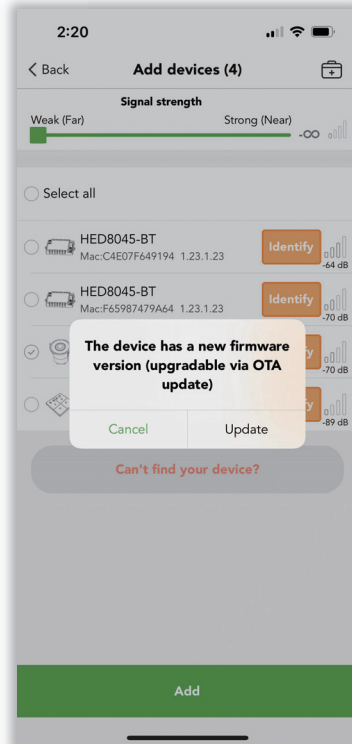 2:20
Back
Add devices (4)
Signal strength
Weak (Far)
Strong (Near)
-∞
Select all
HED8045-BT
Mac:C4E07F649194 1.23.1.23
Identify
-64 dB
HED8045-BT
Mac:F65987479A64 1.23.1.23
Identify
-70 dB
-70 dB
-89 dB
The device has a new firmware
version (upgradable via OTA
update)
Cancel
Update
Can't find your device?
Add